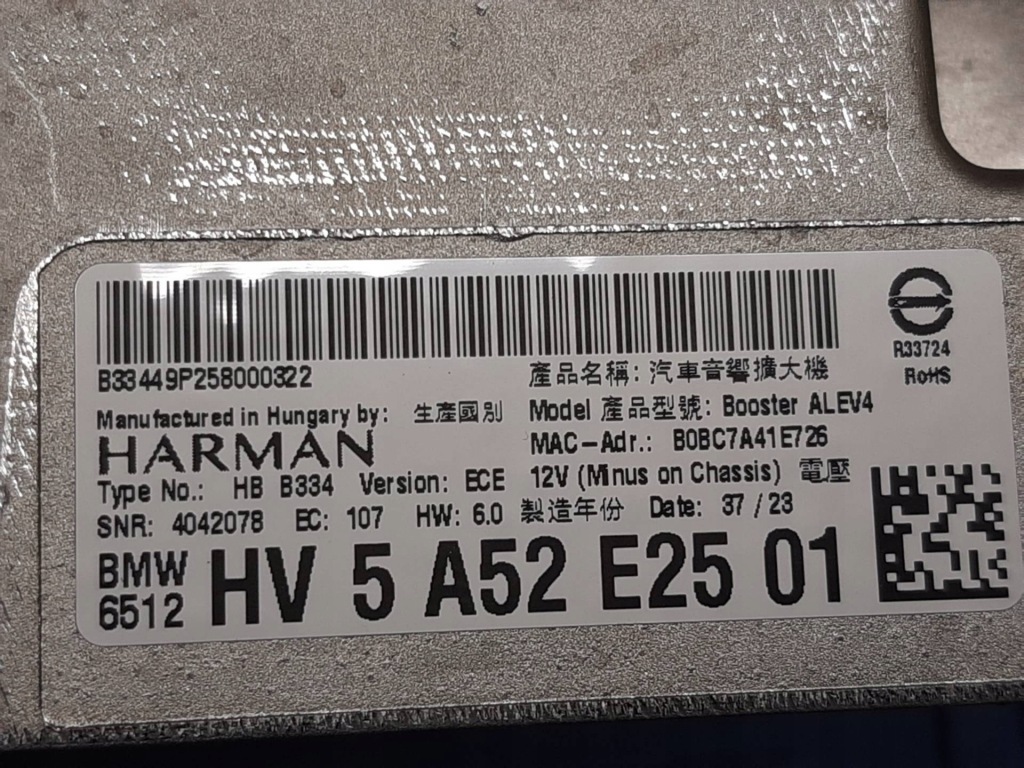 B33449P258000322
產品名稱: 汽車音響擴大機
R33724
RoHS
Manufactured in Hungary by: 生產國別
Model 產品型號: Booster ALEV4
HARMAN
MAC-Adr.: B0BC7A41E726
Type No.: HB B334 Version: ECE
12V (Minus on Chassis) 電壓
SNR: 4042078 EC: 107 HW: 6.0 製造年份 Date: 37 / 23
BMW
6512
HV 5 A52 E25 01